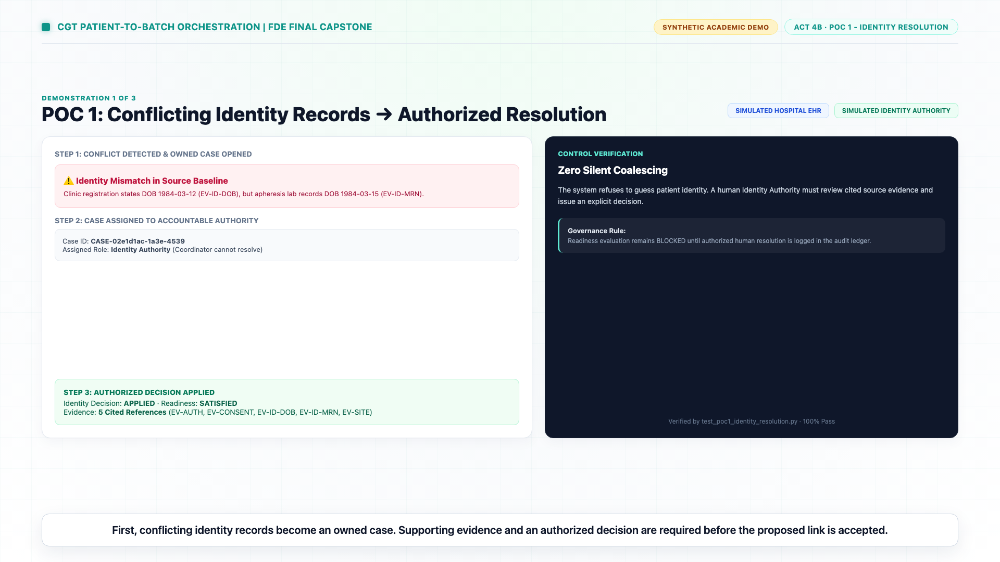 CGT PATIENT-TO-BATCH ORCHESTRATION | FDE FINAL CAPSTONE
SYNTHETIC ACADEMIC DEMO
ACT 4B · POC 1 - IDENTITY RESOLUTION
DEMONSTRATION 1 OF 3
POC 1: Conflicting Identity Records → Authorized Resolution
SIMULATED HOSPITAL EHR
SIMULATED IDENTITY AUTHORITY
STEP 1: CONFLICT DETECTED & OWNED CASE OPENED
⚠️ Identity Mismatch in Source Baseline
Clinic registration states DOB 1984-03-12 (EV-ID-DOB), but apheresis lab records DOB 1984-03-15 (EV-ID-MRN).
STEP 2: CASE ASSIGNED TO ACCOUNTABLE AUTHORITY
Case ID: CASE-02e1d1ac-1a3e-4539
Assigned Role: Identity Authority (Coordinator cannot resolve)
STEP 3: AUTHORIZED DECISION APPLIED
Identity Decision: APPLIED · Readiness: SATISFIED
Evidence: 5 Cited References (EV-AUTH, EV-CONSENT, EV-ID-DOB, EV-ID-MRN, EV-SITE)
CONTROL VERIFICATION
Zero Silent Coalescing
The system refuses to guess patient identity. A human Identity Authority must review cited source evidence and
issue an explicit decision.
Governance Rule:
Readiness evaluation remains BLOCKED until authorized human resolution is logged in the audit ledger.
Verified by test_poc1_identity_resolution.py · 100% Pass
First, conflicting identity records become an owned case. Supporting evidence and an authorized decision are required before the proposed link is accepted.